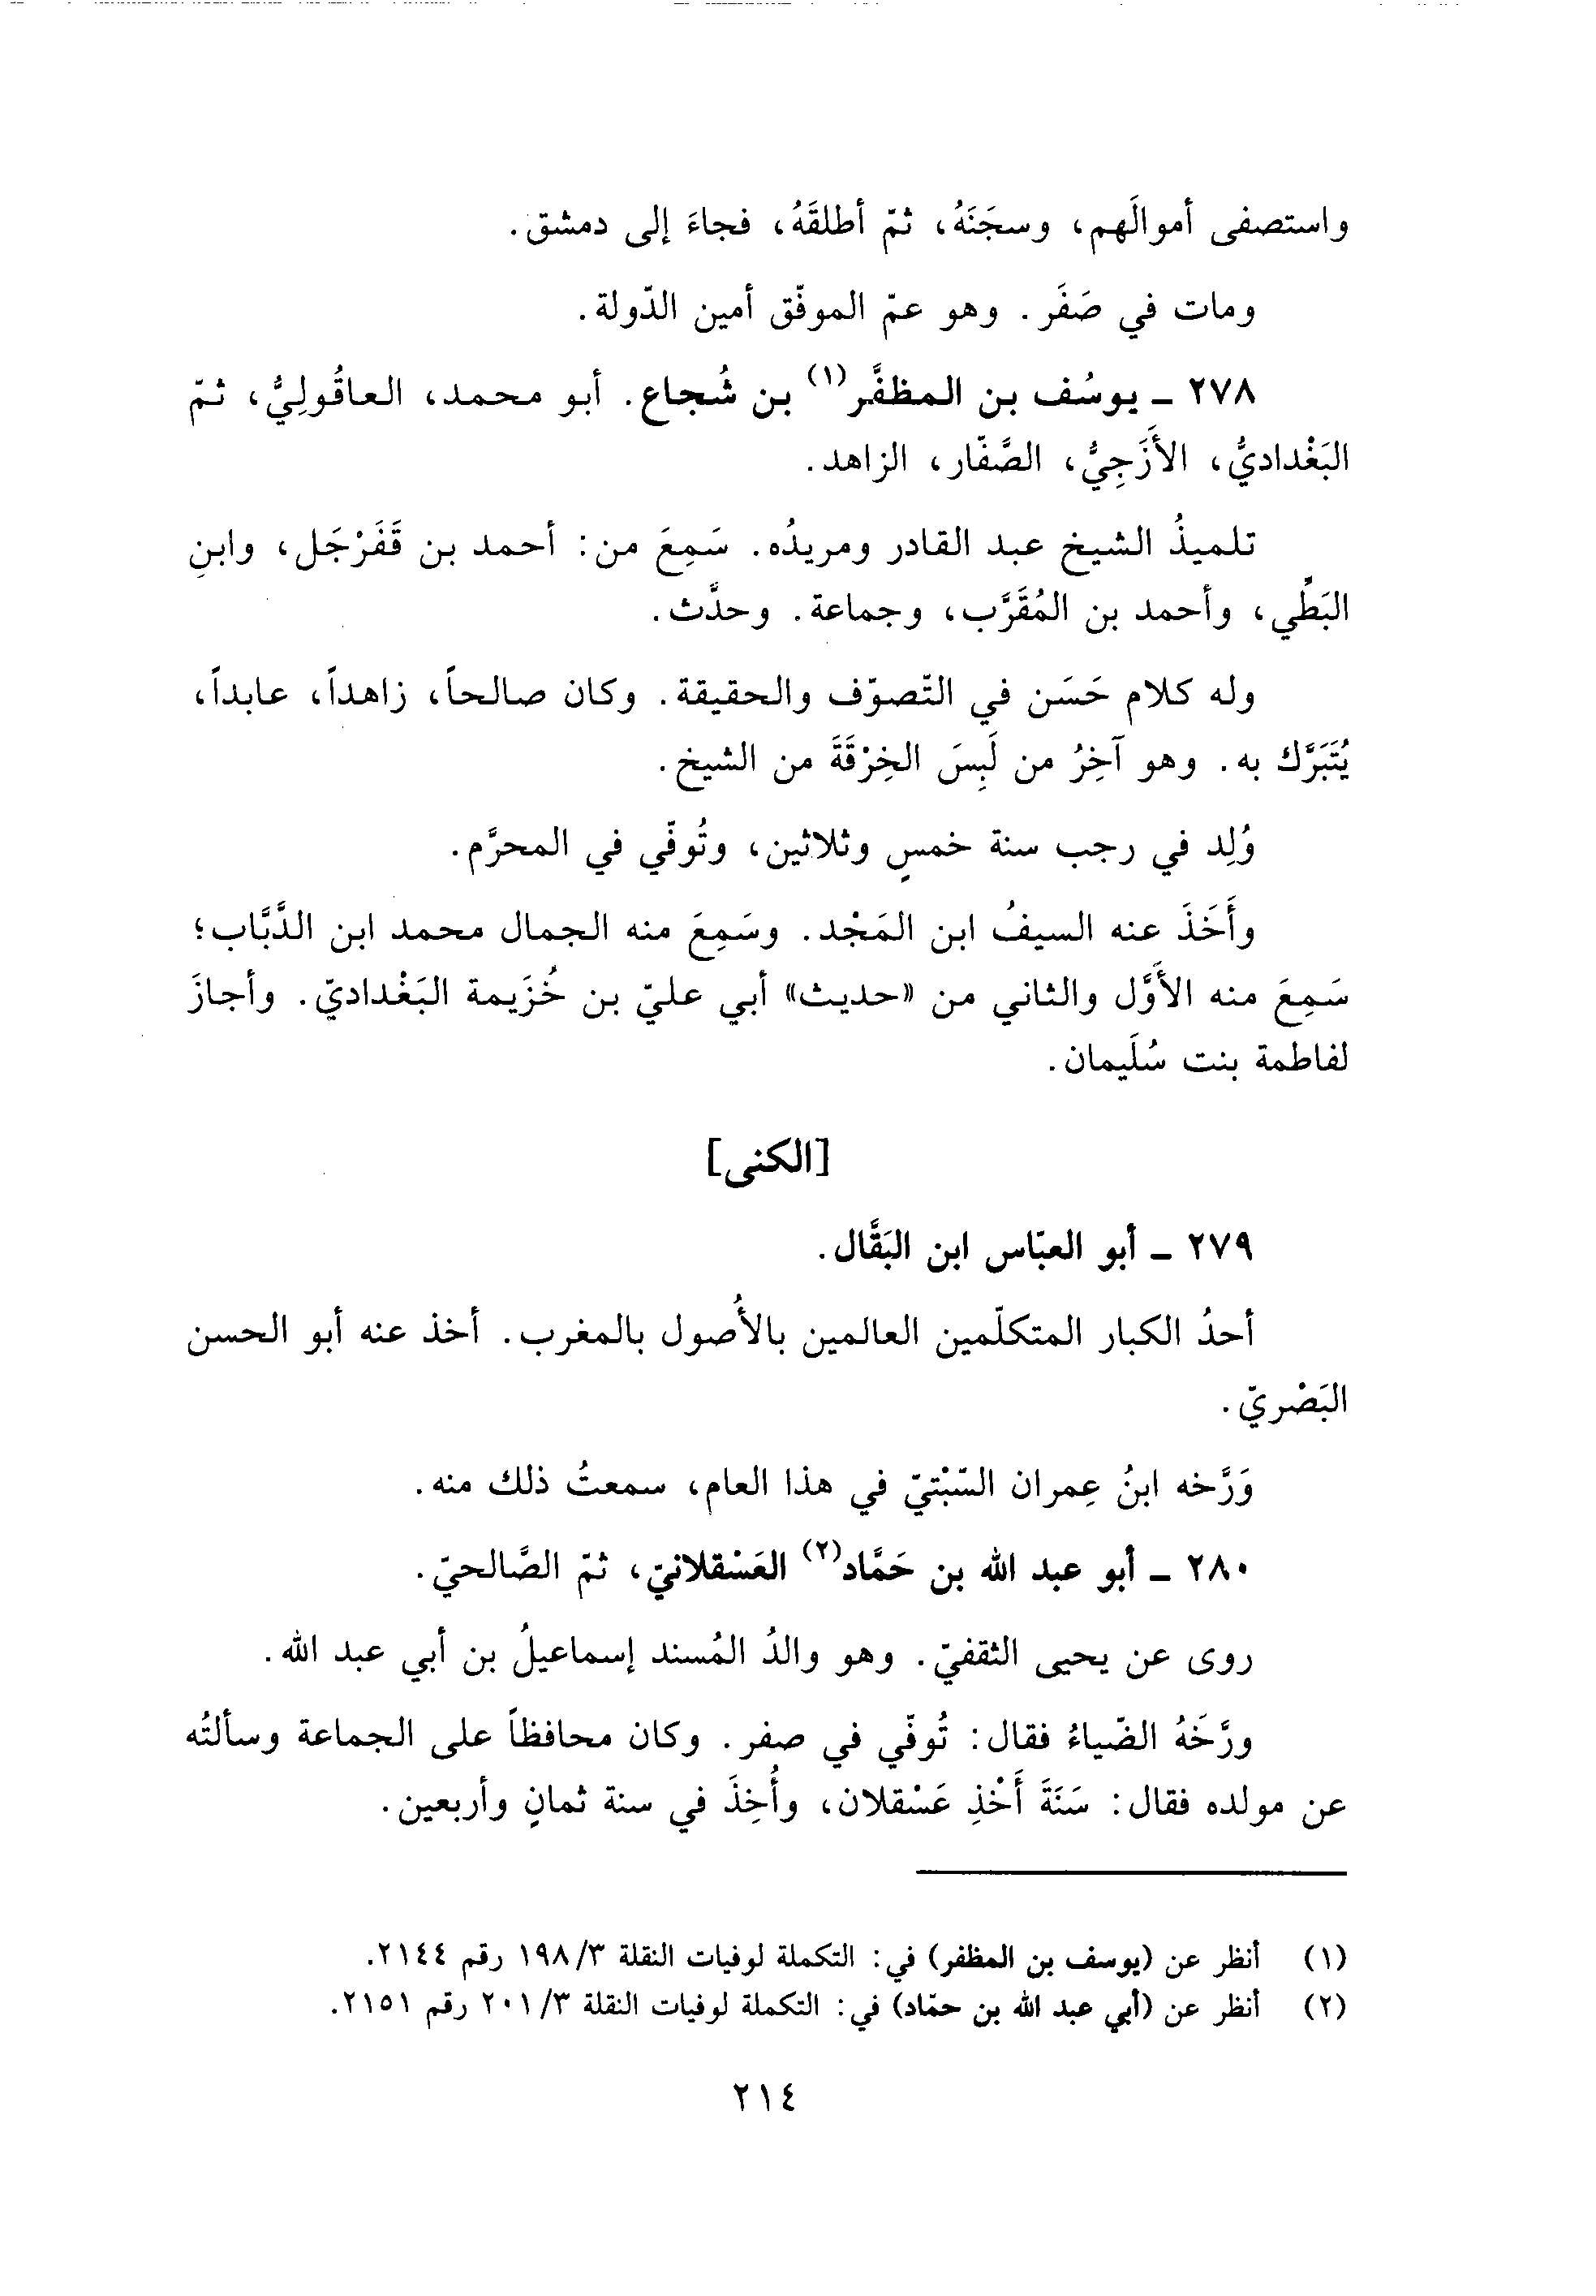 واستصفى أموالَهم، وسجَنَهُ، ثمّ أطلقَهُ، فجاءَ إلى دمشق.
ومات في صَفَر. وهو عمّ الموفّق أمين الدّولة.
٢٧٨ ـ يوسُف بن المظفَّر(١) بن شُجاع. أبو محمد، العاقُوليُّ، ثمّ
البَغْداديُّ، الأَزَجِيُّ، الصَّفّار، الزاهد.
تلميذُ الشيخ عبد القادر ومريدُه. سَمِعَ من: أحمد بن قَفَرْجَل، وابنِ
البَطِّي، وأحمد بن المُقَرَّب، وجماعة. وحدَّث.
وله كلام حَسَن في التّصوّف والحقيقة. وكان صالحاً، زاهداً، عابداً،
يُتَبَرَّك به. وهو آخِرُ من لَبِسَ الخِرْقَةَ من الشيخ.
وُلِد في رجب سنة خمسٍ وثلاثين، وتُوفّي في المحرَّم.
وأَخَذَ عنه السيفُ ابن المَجْد. وسَمِعَ منه الجمال محمد ابن الدَّبَّاب؛
سَمِعَ منه الأَوَّل والثاني من «حديث» أبي عليّ بن خُزَيمة البَغْداديّ. وأجازَ
لفاطمة بنت سُلَيمان.
[الكنى]
٢٧٩ ـ أبو العبّاس ابن البَقَّال.
أحدُ الكبار المتكلّمين العالمين بالأُصول بالمغرب. أخذ عنه أبو الحسن
البَصْريّ.
وَرَّخه ابنُ عِمران السّبْتيّ في هذا العام، سمعتُ ذلك منه.
٢٨٠ ـ أبو عبد الله بن حَمَّاد(٢) العَسْقلانيّ، ثمّ الصَّالحيّ.
روى عن يحيى الثقفيّ. وهو والدُ المُسند إسماعيلُ بن أبي عبد الله.
ورَّخَهُ الضّياءُ فقال: تُوفّي في صفر. وكان محافظاً على الجماعة وسألتُه
عن مولده فقال: سَنَةَ أَخْذِ عَسْقلان، وأُخِذَ في سنة ثمانٍ وأربعين.
(١) أنظر عن (يوسف بن المظفر) في: التكملة لوفيات النقلة ١٩٨/٣ رقم ٢١٤٤.
(٢) أنظر عن (أبي عبد الله بن حمّاد) في: التكملة لوفيات النقلة ٢٠١/٣ رقم ٢١٥١.
٢١٤